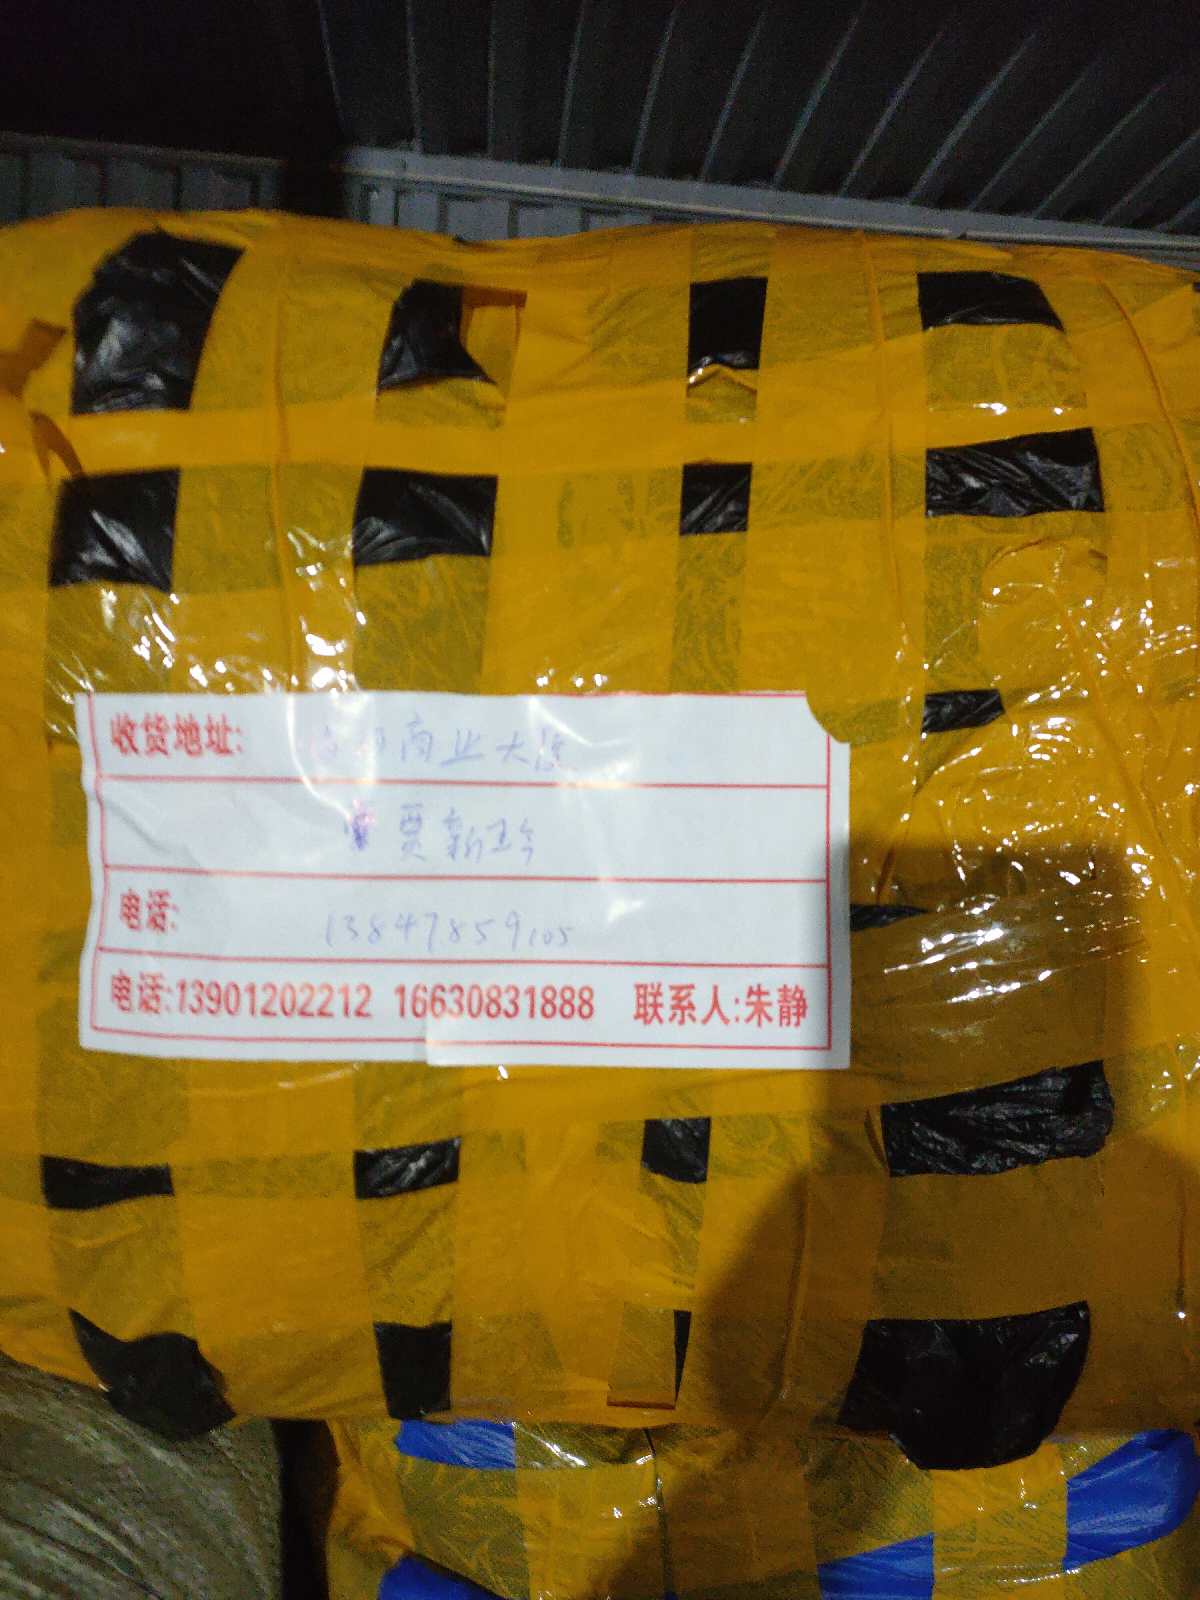 收货地址: 商业大厦
贾新玲
电话: 13847859105
电话:13901202212 16630831888 联系人:朱静